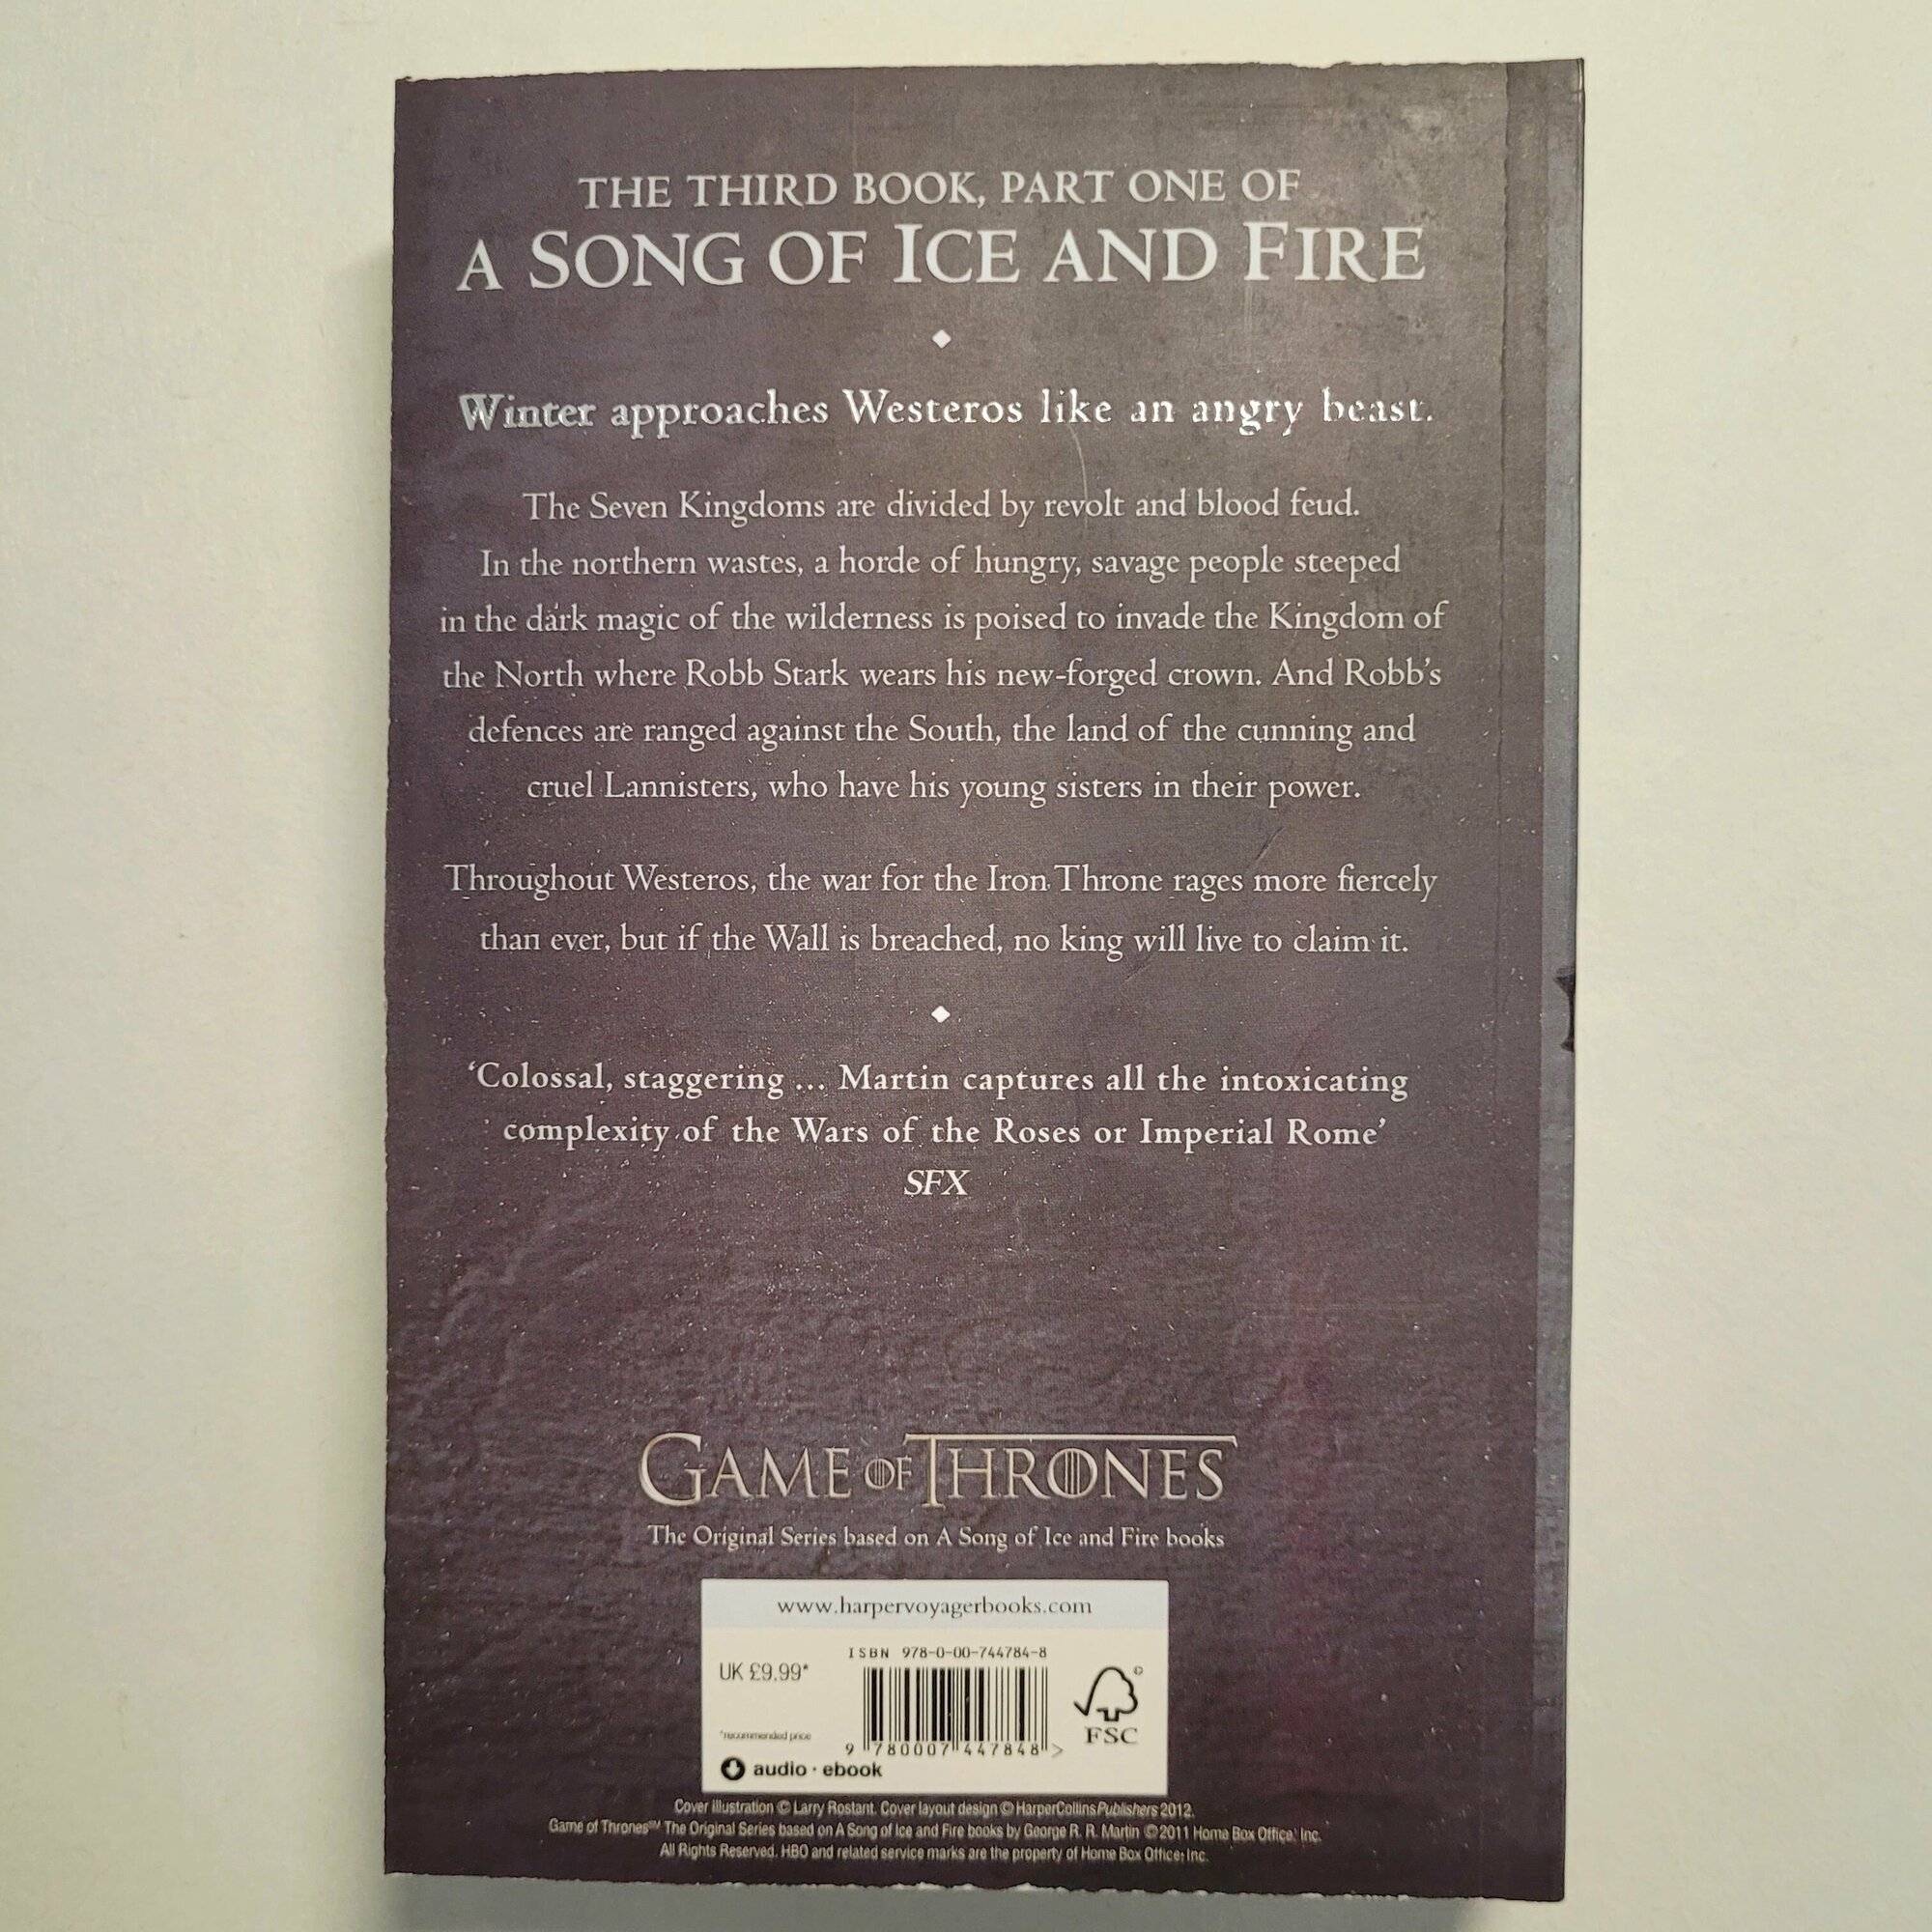 THE THIRD BOOK, PART ONE OF
A SONG OF ICE AND FIRE
Winter approaches Westeros like an angry beast.
The Seven Kingdoms are divided by revolt and blood feud.
In the northern wastes, a horde of hungry, savage people steeped
in the dark magic of the wilderness is poised to invade the Kingdom of
the North where Robb Stark wears his new-forged crown. And Robb's
defences are ranged against the South, the land of the cunning and
cruel Lannisters, who have his young sisters in their power.
Throughout Westeros, the war for the Iron Throne rages more fiercely
than ever, but if the Wall is breached, no king will live to claim it.
‘Colossal, staggering ... Martin captures all the intoxicating
complexity of the Wars of the Roses or Imperial Rome’
SFX
GAME OF THRONES
The Original Series based on A Song of Ice and Fire books
www.harpervoyagerbooks.com
ISBN 978-0-00-744784-8
UK £9.99*
*recommended price
9 780007 447848 >
FSC
©
audio · ebook
Cover illustration © Larry Rostant. Cover layout design © HarperCollinsPublishers 2012.
Game of Thrones℠ The Original Series based on A Song of Ice and Fire books by George R. R. Martin © 2011 Home Box Office, Inc.
All Rights Reserved. HBO and related service marks are the property of Home Box Office, Inc.